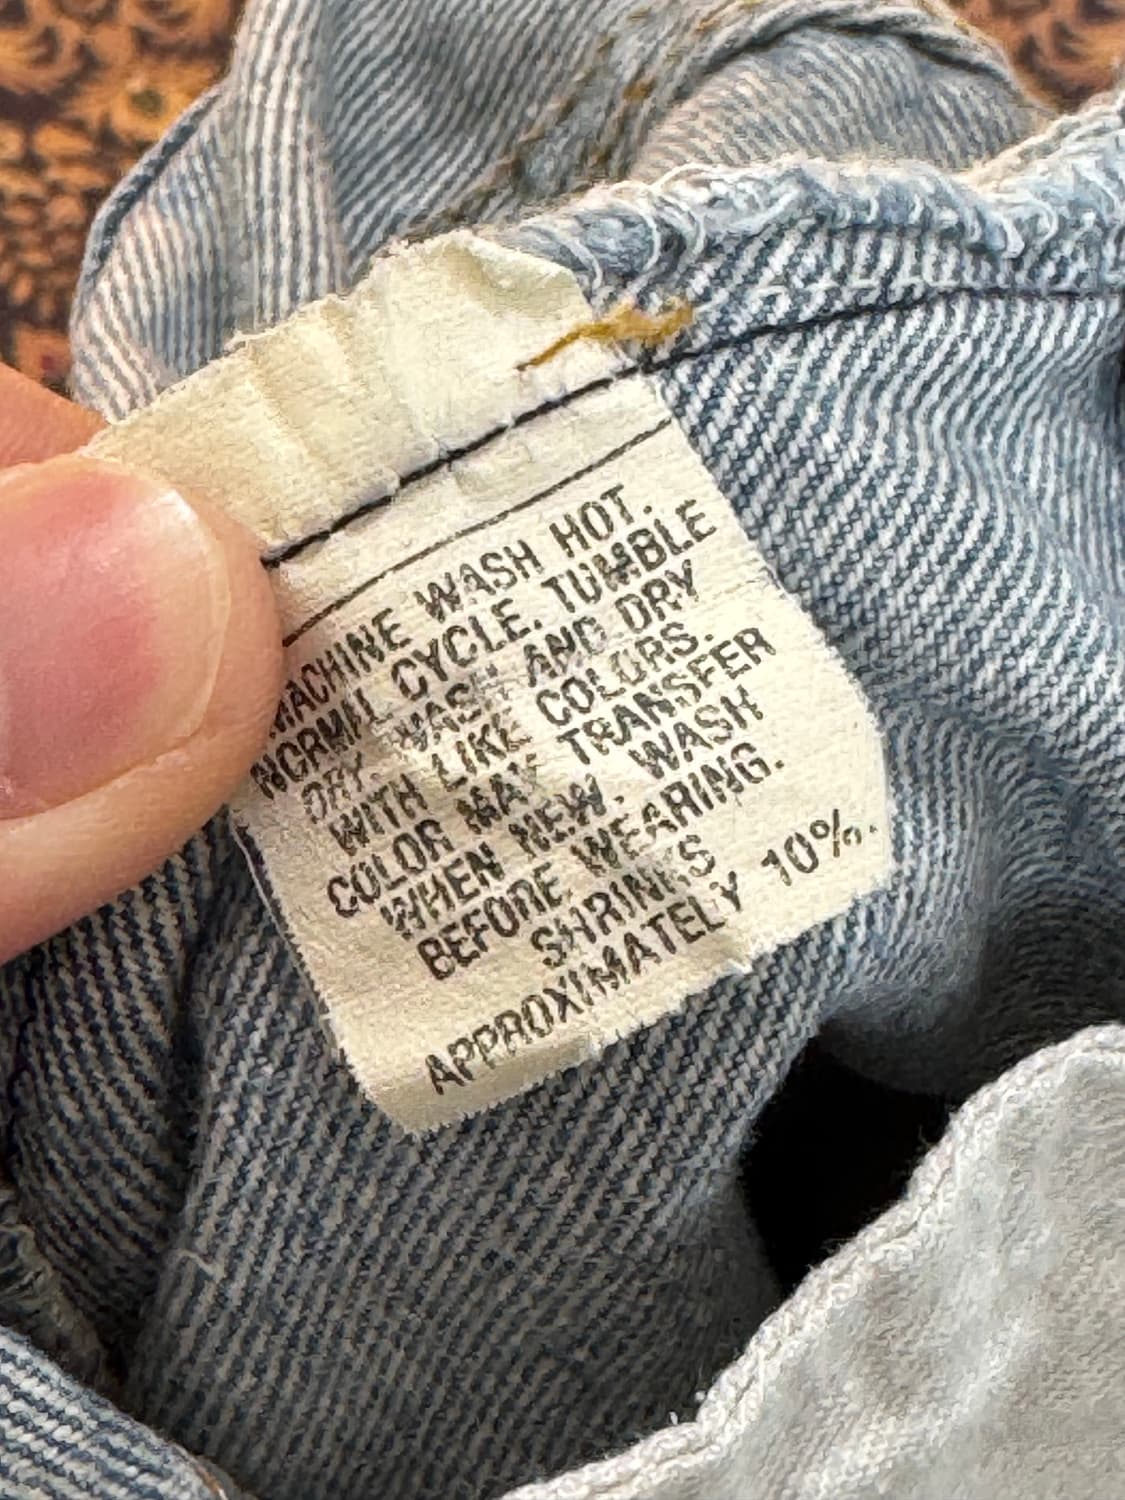 MACHINE WASH HOT.
NORMAL CYCLE. TUMBLE
DRY. WASH AND DRY
WITH LIKE COLORS.
COLOR MAY TRANSFER
WHEN NEW. WASH
BEFORE WEARING.
SHRINKS
APPROXIMATELY 10%.